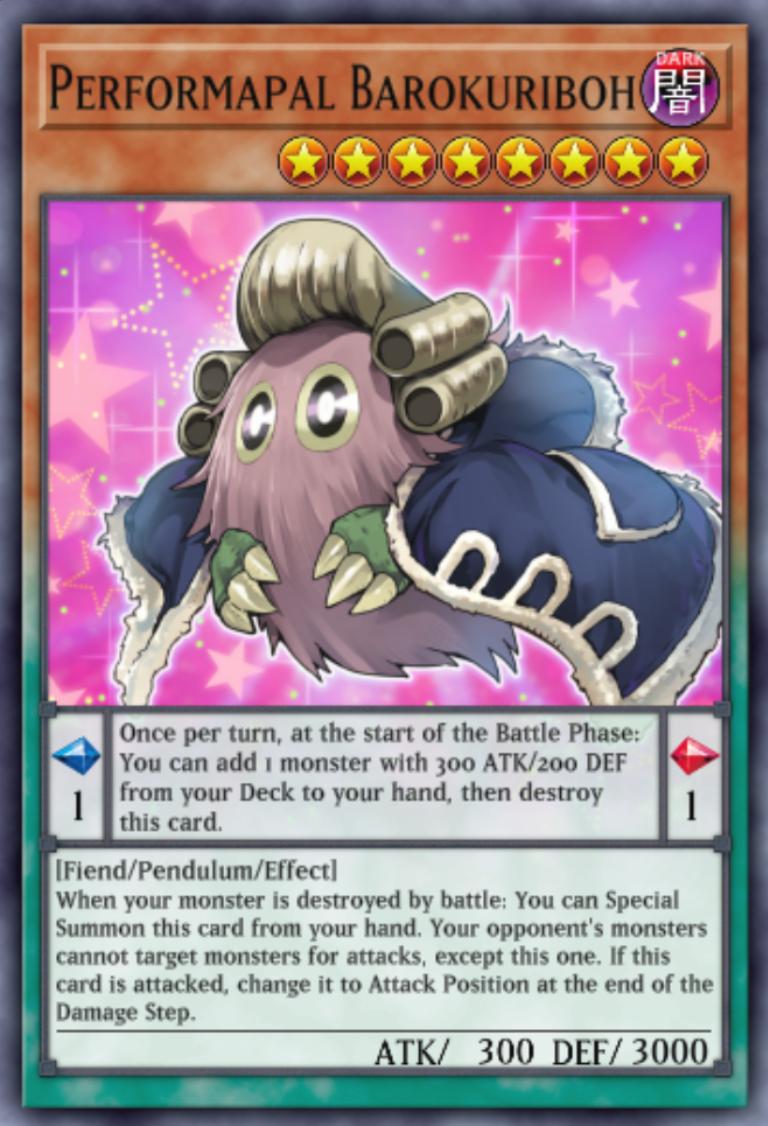 PERFORMAPAL BAROKURIBOH
DARK
闇
Once per turn, at the start of the Battle Phase:
You can add 1 monster with 300 ATK/200 DEF
from your Deck to your hand, then destroy
this card.
1
1
[Fiend/Pendulum/Effect]
When your monster is destroyed by battle: You can Special
Summon this card from your hand. Your opponent's monsters
cannot target monsters for attacks, except this one. If this
card is attacked, change it to Attack Position at the end of the
Damage Step.
ATK/ 300 DEF/ 3000